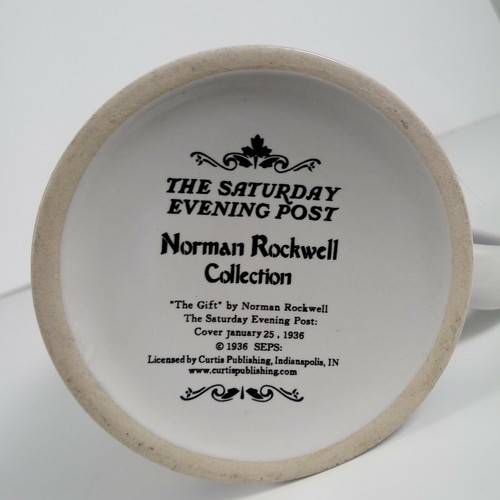 THE SATURDAY
EVENING POST
Norman Rockwell
Collection
"The Gift" by Norman Rockwell
The Saturday Evening Post:
Cover january 25, 1936
© 1936 SEPS:
Licensed by Curtis Publishing, Indianapolis, IN
www.curtispublishing.com